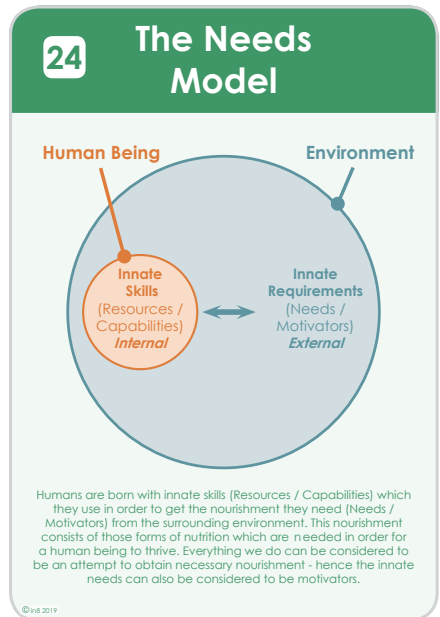 24
The Needs
Model
Human Being
Environment
Innate
Skills
(Resources /
Capabilities)
Internal
Innate
Requirements
(Needs /
Motivators)
External
Humans are born with innate skills (Resources / Capabilities) which
they use in order to get the nourishment they need (Needs /
Motivators) from the surrounding environment. This nourishment
consists of those forms of nutrition which are needed in order for
a human being to thrive. Everything we do can be considered to
be an attempt to obtain necessary nourishment - hence the innate
needs can also be considered to be motivators.
©in8 2019